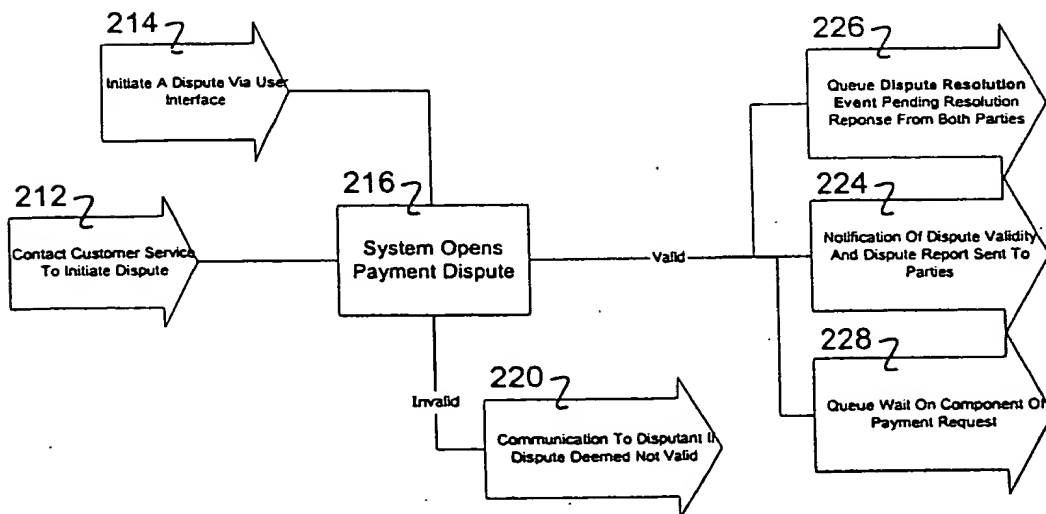 214
Initiate A Dispute Via User
Interface
212
Contact Customer Service
To Initiate Dispute
216
System Opens
Payment Dispute
Valid
Invalid
220
Communication To Disputant If
Dispute Deemed Not Valid
226
Queue Dispute Resolution
Event Pending Resolution
Reponse From Both Parties
224
Notification Of Dispute Validity
And Dispute Report Sent To
Parties
228
Queue Wait On Component Of
Payment Request